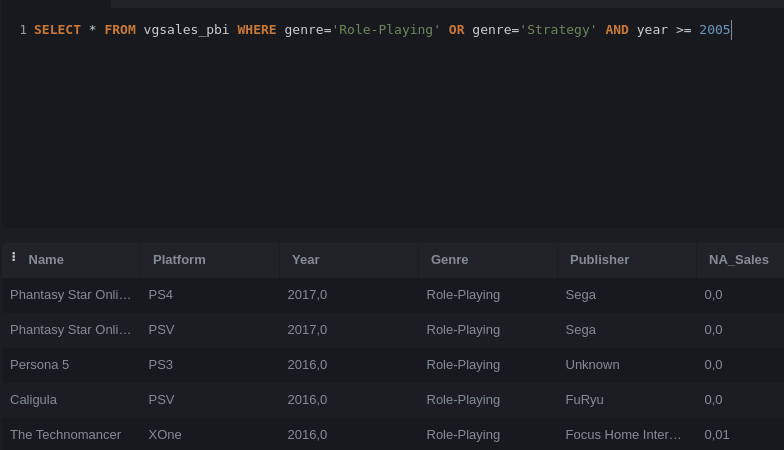 1 SELECT * FROM vgsales_pbi WHERE genre='Role-Playing' OR genre='Strategy' AND year >= 2005
Name Platform Year Genre Publisher NA_Sales
Phantasy Star Onli... PS4 2017,0 Role-Playing Sega 0,0
Phantasy Star Onli... PSV 2017,0 Role-Playing Sega 0,0
Persona 5 PS3 2016,0 Role-Playing Unknown 0,0
Caligula PSV 2016,0 Role-Playing FuRyu 0,0
The Technomancer XOne 2016,0 Role-Playing Focus Home Inter... 0,01